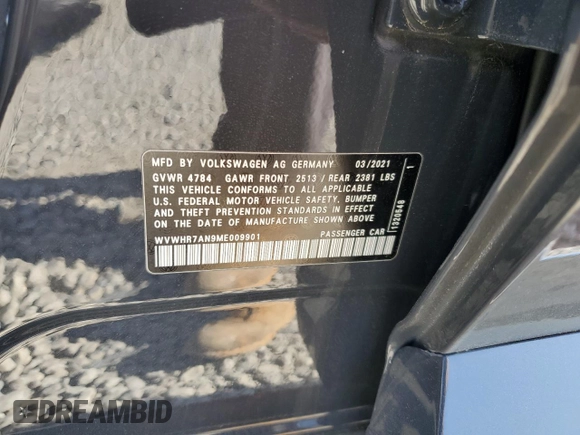 MFD BY VOLKSWAGEN AG GERMANY 03/2021
GVWR 4784 GAWR FRONT 2513 / REAR 2381 LBS
THIS VEHICLE CONFORMS TO ALL APPLICABLE
U.S. FEDERAL MOTOR VEHICLE SAFETY, BUMPER
AND THEFT PREVENTION STANDARDS IN EFFECT
ON THE DATE OF MANUFACTURE SHOWN ABOVE
WVWHR7AN9ME009901 PASSENGER CAR
1320548 1
DREAMBID